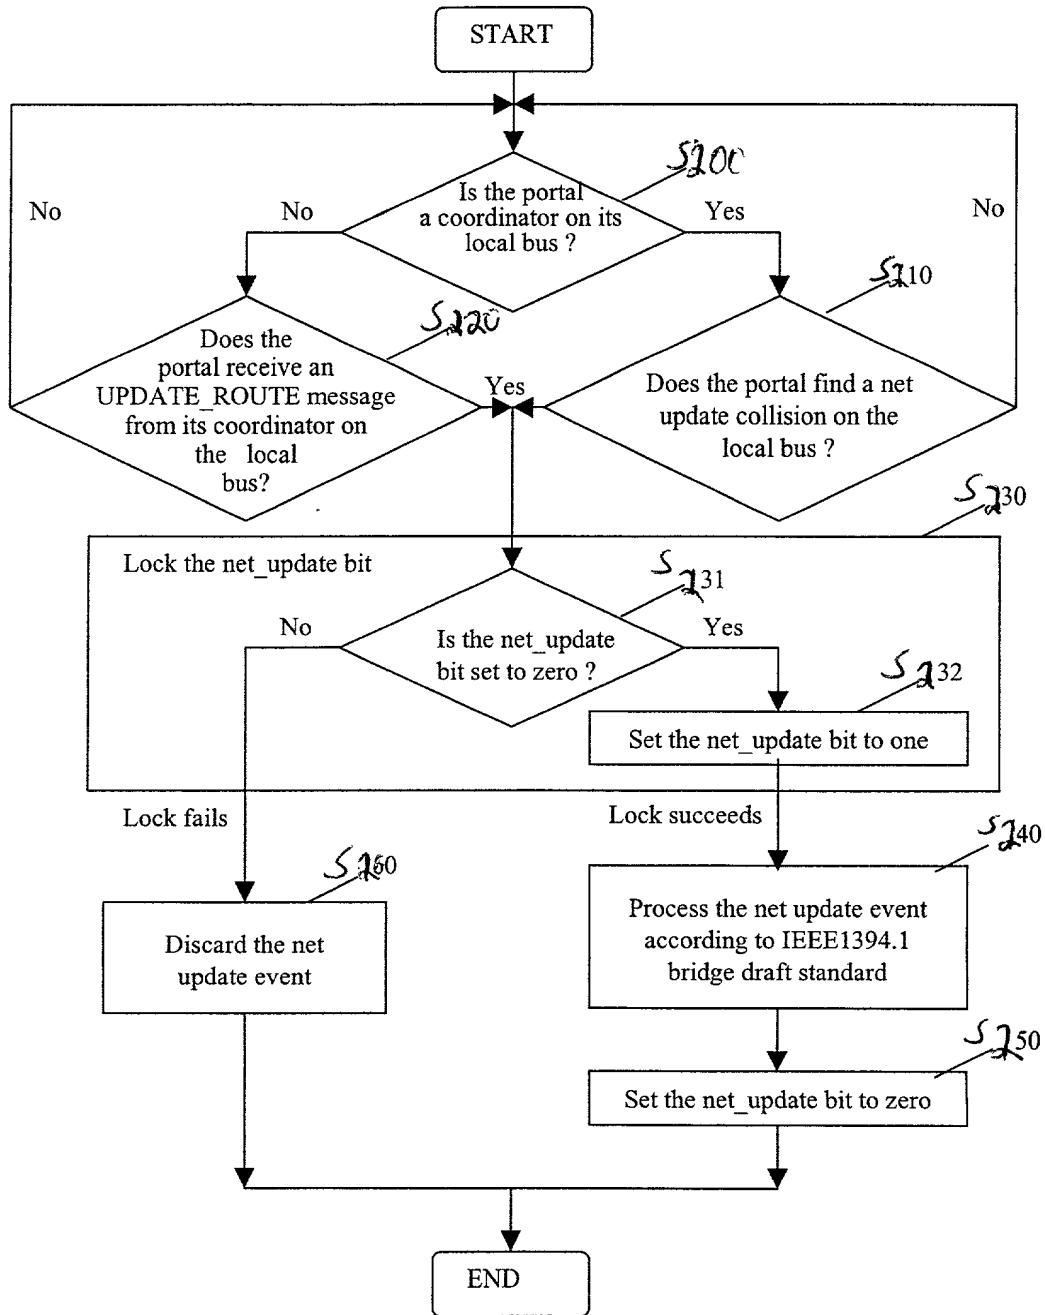 START
S200
Is the portal
a coordinator on its
local bus ?
No
No
Yes
No
S210
S220
Does the
portal receive an
UPDATE_ROUTE message
from its coordinator on
the local
bus?
Yes
Does the portal find a net
update collision on the
local bus ?
S230
Lock the net_update bit
S231
No
Is the net_update
bit set to zero ?
Yes
S232
Set the net_update bit to one
Lock fails
Lock succeeds
S240
S260
Process the net update event
according to IEEE1394.1
bridge draft standard
Discard the net
update event
S250
Set the net_update bit to zero
END